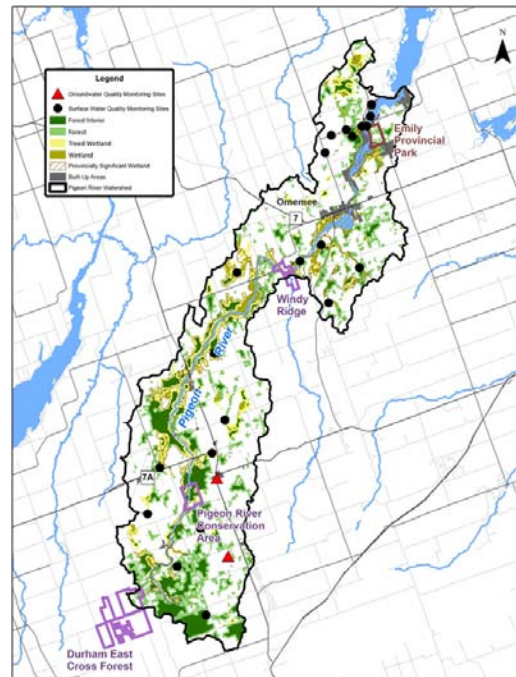 N
Legend
Groundwater Quality Monitoring Sites
Surface Water Quality Monitoring Sites
Forest Interior
Forest
Treed Wetland
Wetland
Provincially Significant Wetland
Built-Up Areas
Pigeon River Watershed
Emily
Provincial
Park
Omemee
7
Windy
Ridge
River
Pigeon
7A
Pigeon River
Conservation
Area
Durham East
Cross Forest